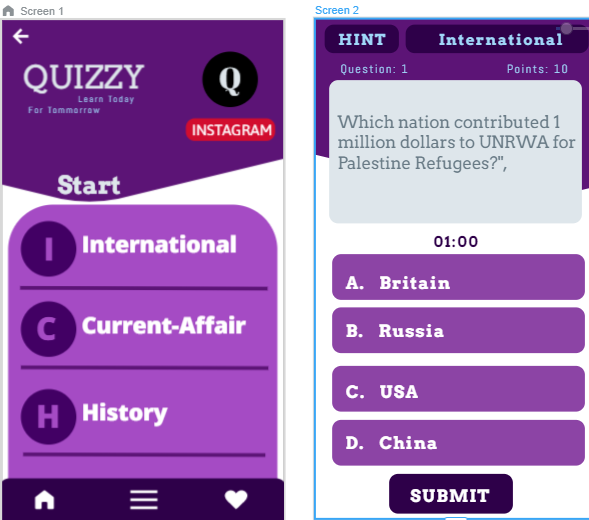 Screen 1
QUIZZY
Learn Today
For Tommorrow
Q
INSTAGRAM
Start
I International
C Current-Affair
H History
Screen 2
HINT International
Question: 1 Points: 10
Which nation contributed 1
million dollars to UNRWA for
Palestine Refugees?",
01:00
A. Britain
B. Russia
C. USA
D. China
SUBMIT